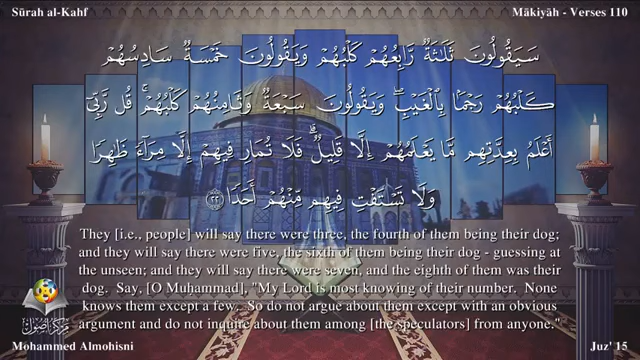 Sūrah al-Kahf
Mākiyāh - Verses 110
سَيَقُولُونَ ثَلَٰثَةٌ رَّابِعُهُمْ كَلْبُهُمْ وَيَقُولُونَ خَمْسَةٌ سَادِسُهُمْ
كَلْبُهُمْ رَجْمًۢا بِٱلْغَيْبِ ۖ وَيَقُولُونَ سَبْعَةٌ وَثَامِنُهُمْ كَلْبُهُمْ ۚ قُل رَّبِّىٓ
أَعْلَمُ بِعِدَّتِهِم مَّا يَعْلَمُهُمْ إِلَّا قَلِيلٌ ۗ فَلَا تُمَارِ فِيهِمْ إِلَّا مِرَآءً ظَٰهِرًا
وَلَا تَسْتَفْتِ فِيهِم مِّنْهُمْ أَحَدًا ٢٢
They [i.e., people] will say there were three, the fourth of them being their dog;
and they will say there were five, the sixth of them being their dog - guessing at
the unseen; and they will say there were seven, and the eighth of them was their
dog. Say, [O Muḥammad], "My Lord is most knowing of their number. None
knows them except a few. So do not argue about them except with an obvious
argument and do not inquire about them among [the speculators] from anyone."
مركز أصول
Mohammed Almohisni
Juz' 15